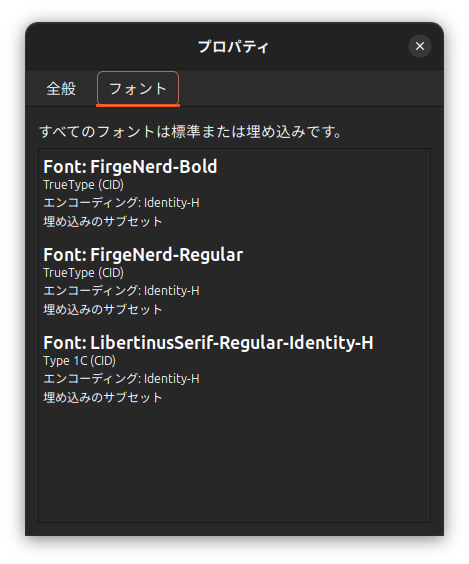 プロパティ
全般 フォント
すべてのフォントは標準または埋め込みです。
Font: FirgeNerd-Bold
TrueType (CID)
エンコーディング: Identity-H
埋め込みのサブセット
Font: FirgeNerd-Regular
TrueType (CID)
エンコーディング: Identity-H
埋め込みのサブセット
Font: LibertinusSerif-Regular-Identity-H
Type 1C (CID)
エンコーディング: Identity-H
埋め込みのサブセット